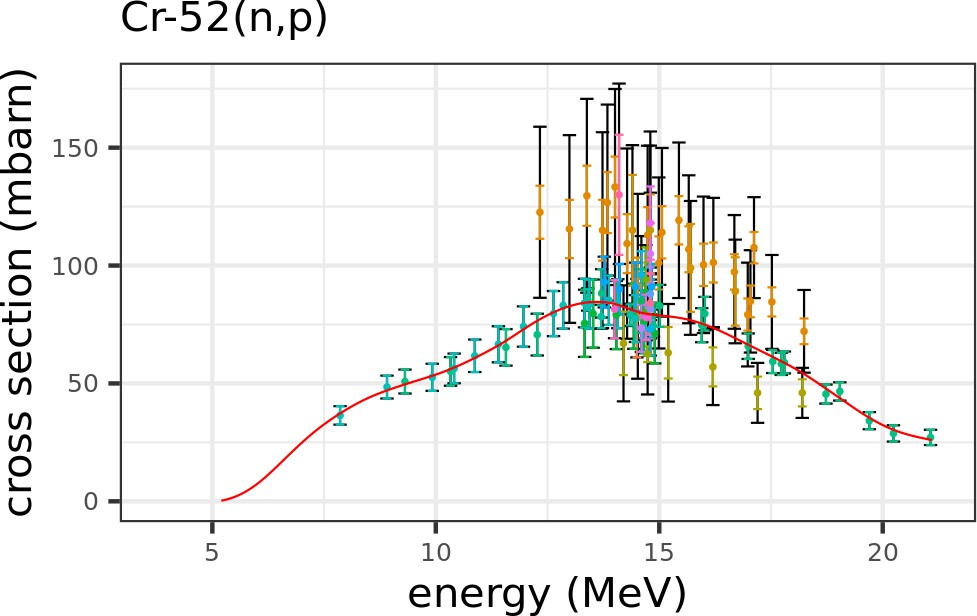 Cr-52(n,p)
cross section (mbarn)
150
100
50
0
5 10 15 20
energy (MeV)